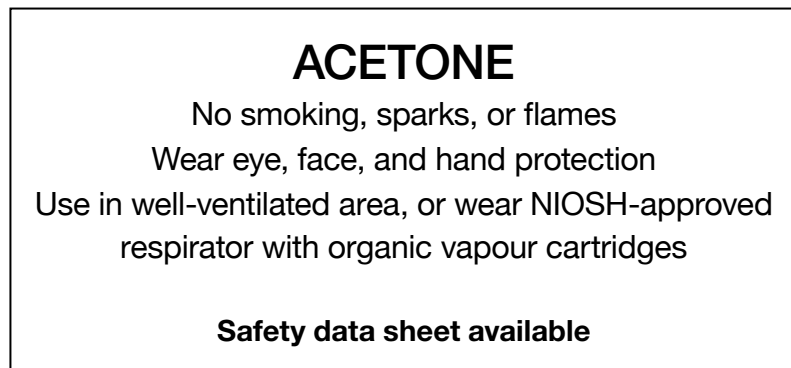 ACETONE
No smoking, sparks, or flames
Wear eye, face, and hand protection
Use in well-ventilated area, or wear NIOSH-approved
respirator with organic vapour cartridges
Safety data sheet available